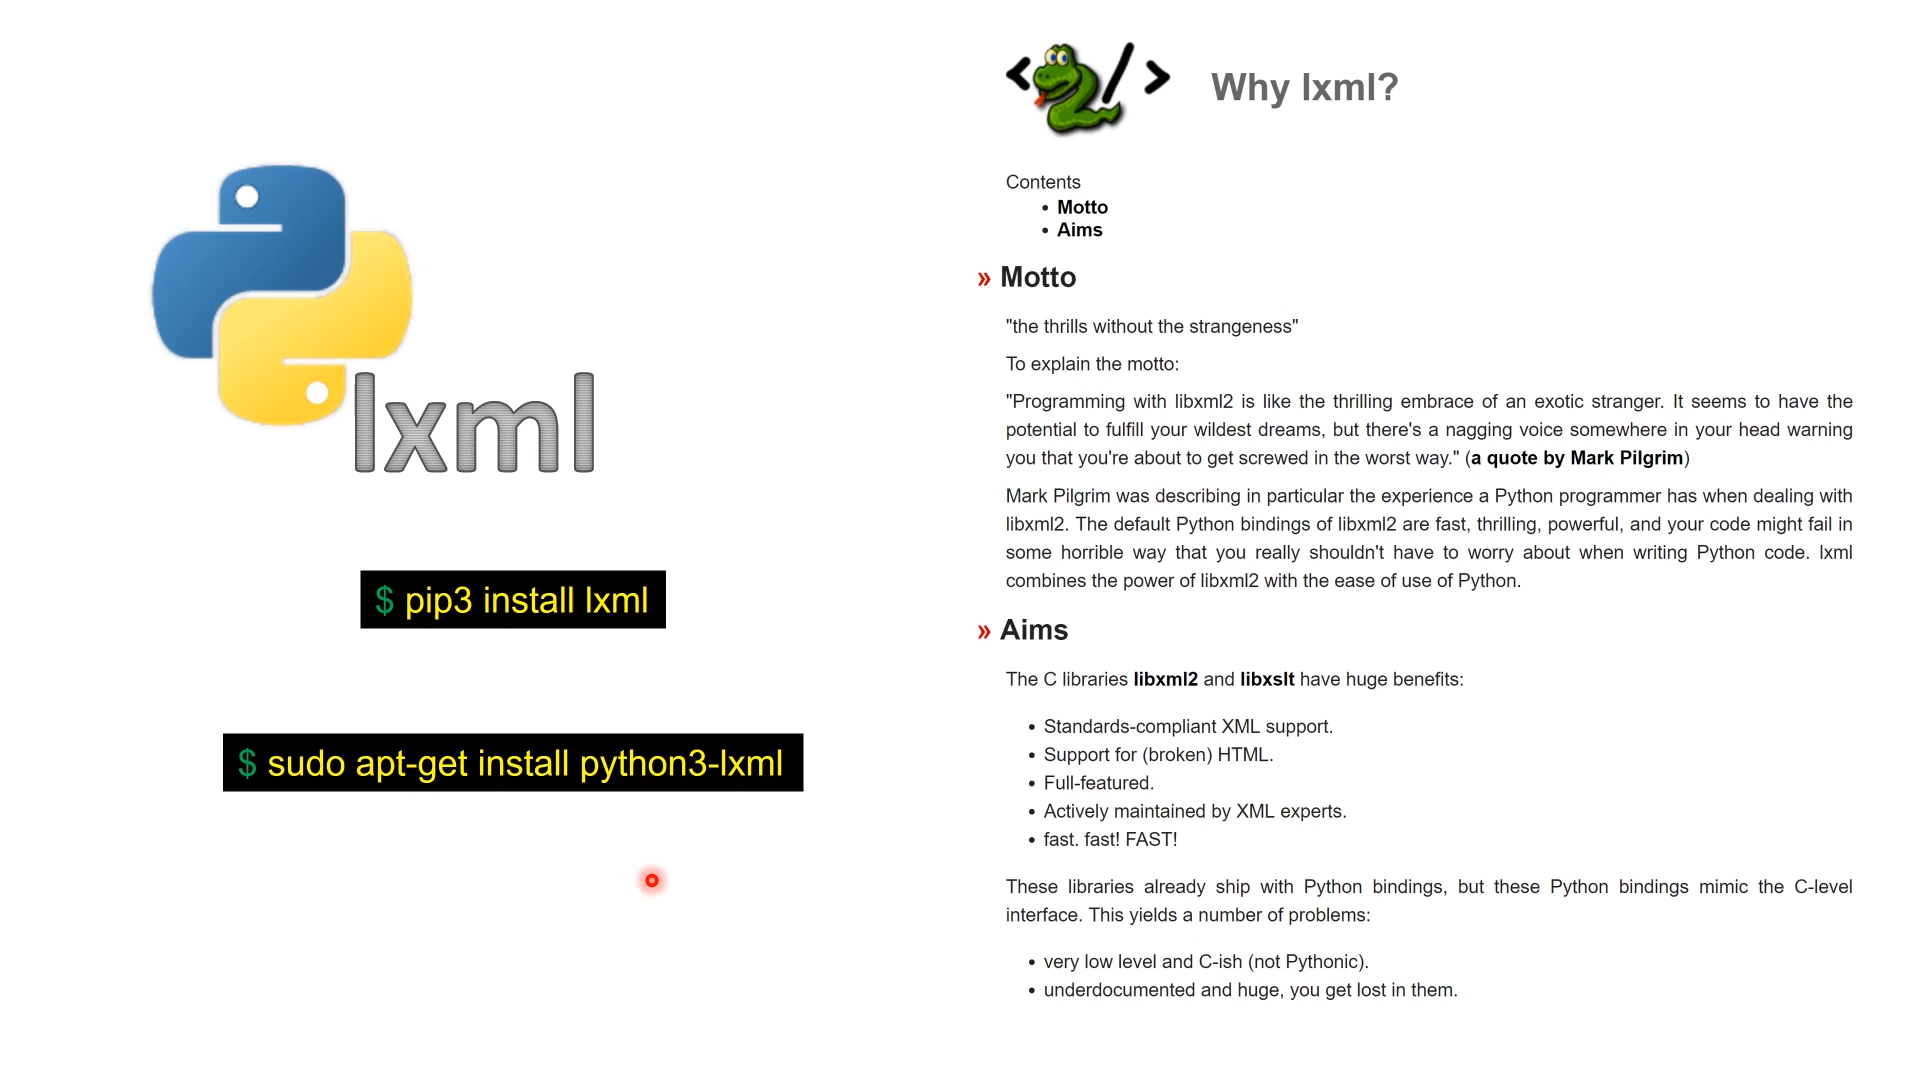 lxml
$ pip3 install lxml
$ sudo apt-get install python3-lxml
Why lxml?
Contents
• Motto
• Aims
» Motto
"the thrills without the strangeness"
To explain the motto:
"Programming with libxml2 is like the thrilling embrace of an exotic stranger. It seems to have the
potential to fulfill your wildest dreams, but there's a nagging voice somewhere in your head warning
you that you're about to get screwed in the worst way." (a quote by Mark Pilgrim)
Mark Pilgrim was describing in particular the experience a Python programmer has when dealing with
libxml2. The default Python bindings of libxml2 are fast, thrilling, powerful, and your code might fail in
some horrible way that you really shouldn't have to worry about when writing Python code. lxml
combines the power of libxml2 with the ease of use of Python.
» Aims
The C libraries libxml2 and libxslt have huge benefits:
• Standards-compliant XML support.
• Support for (broken) HTML.
• Full-featured.
• Actively maintained by XML experts.
• fast. fast! FAST!
These libraries already ship with Python bindings, but these Python bindings mimic the C-level
interface. This yields a number of problems:
• very low level and C-ish (not Pythonic).
• underdocumented and huge, you get lost in them.